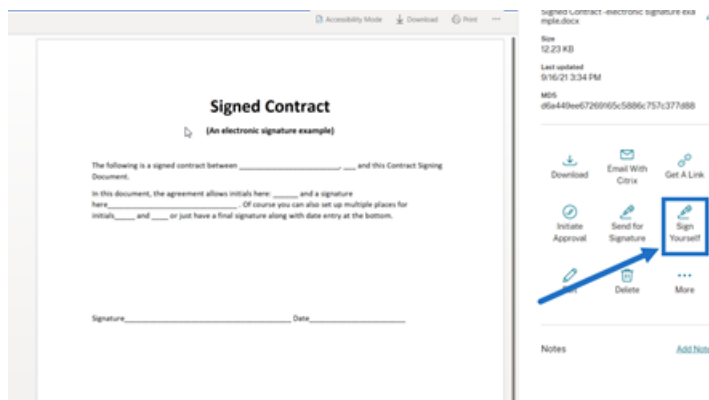 Accessibility Mode Download Print ...
Signed Contract
(An electronic signature example)
The following is a signed contract between ______________________, ___ and this Contract Signing
Document.
In this document, the agreement allows initials here: ______ and a signature
here____________________________ . Of course you can also set up multiple places for
initials_____ and ____ or just have a final signature along with date entry at the bottom.
Signature____________________________________ Date_____________________
Signed Contract -electronic signature exa
mple.docx
Size
12.23 KB
Last updated
9/16/21 3:34 PM
MD5
Download
Email With
Citrix
Get A Link
Initiate
Approval
Send for
Signature
Sign
Yourself
Delete
More
Notes
Add Note